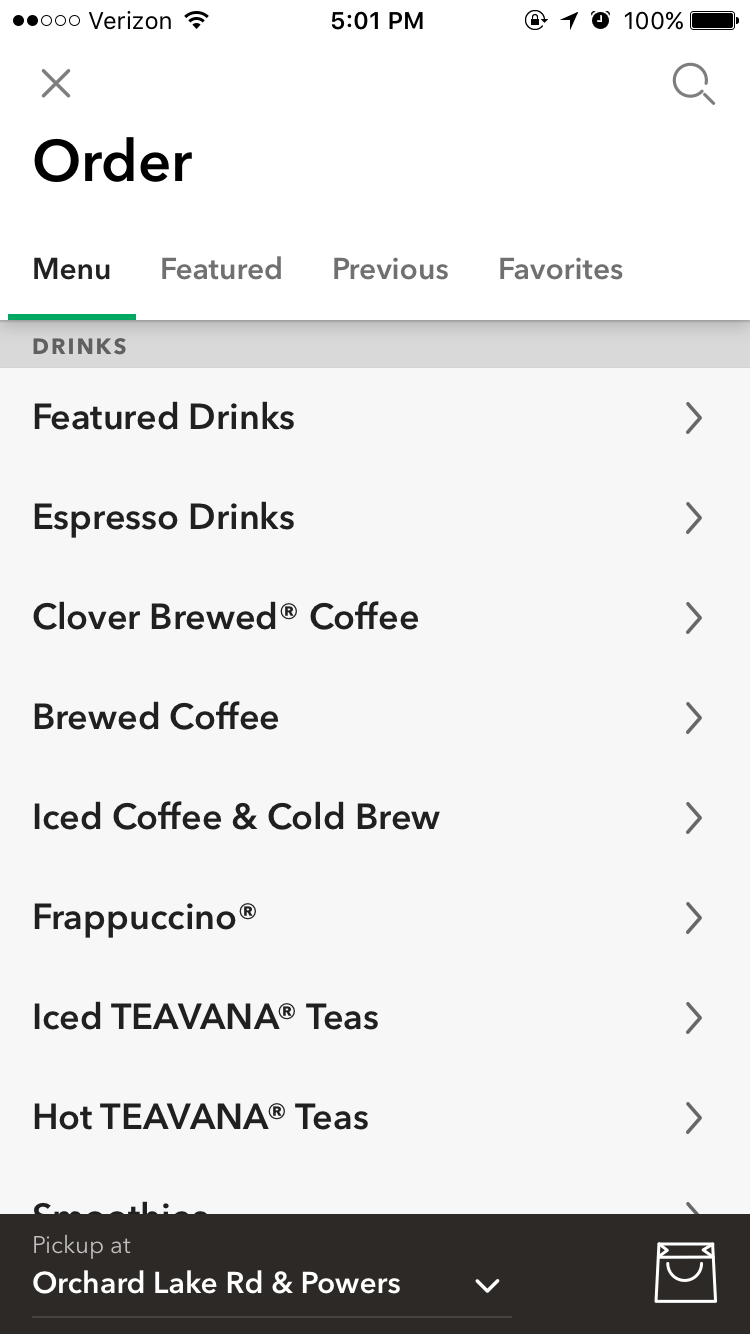 Verizon 5:01 PM 100%
Order
Menu Featured Previous Favorites
DRINKS
Featured Drinks
Espresso Drinks
Clover Brewed® Coffee
Brewed Coffee
Iced Coffee & Cold Brew
Frappuccino®
Iced TEAVANA® Teas
Hot TEAVANA® Teas
Smoothies
Pickup at
Orchard Lake Rd & Powers